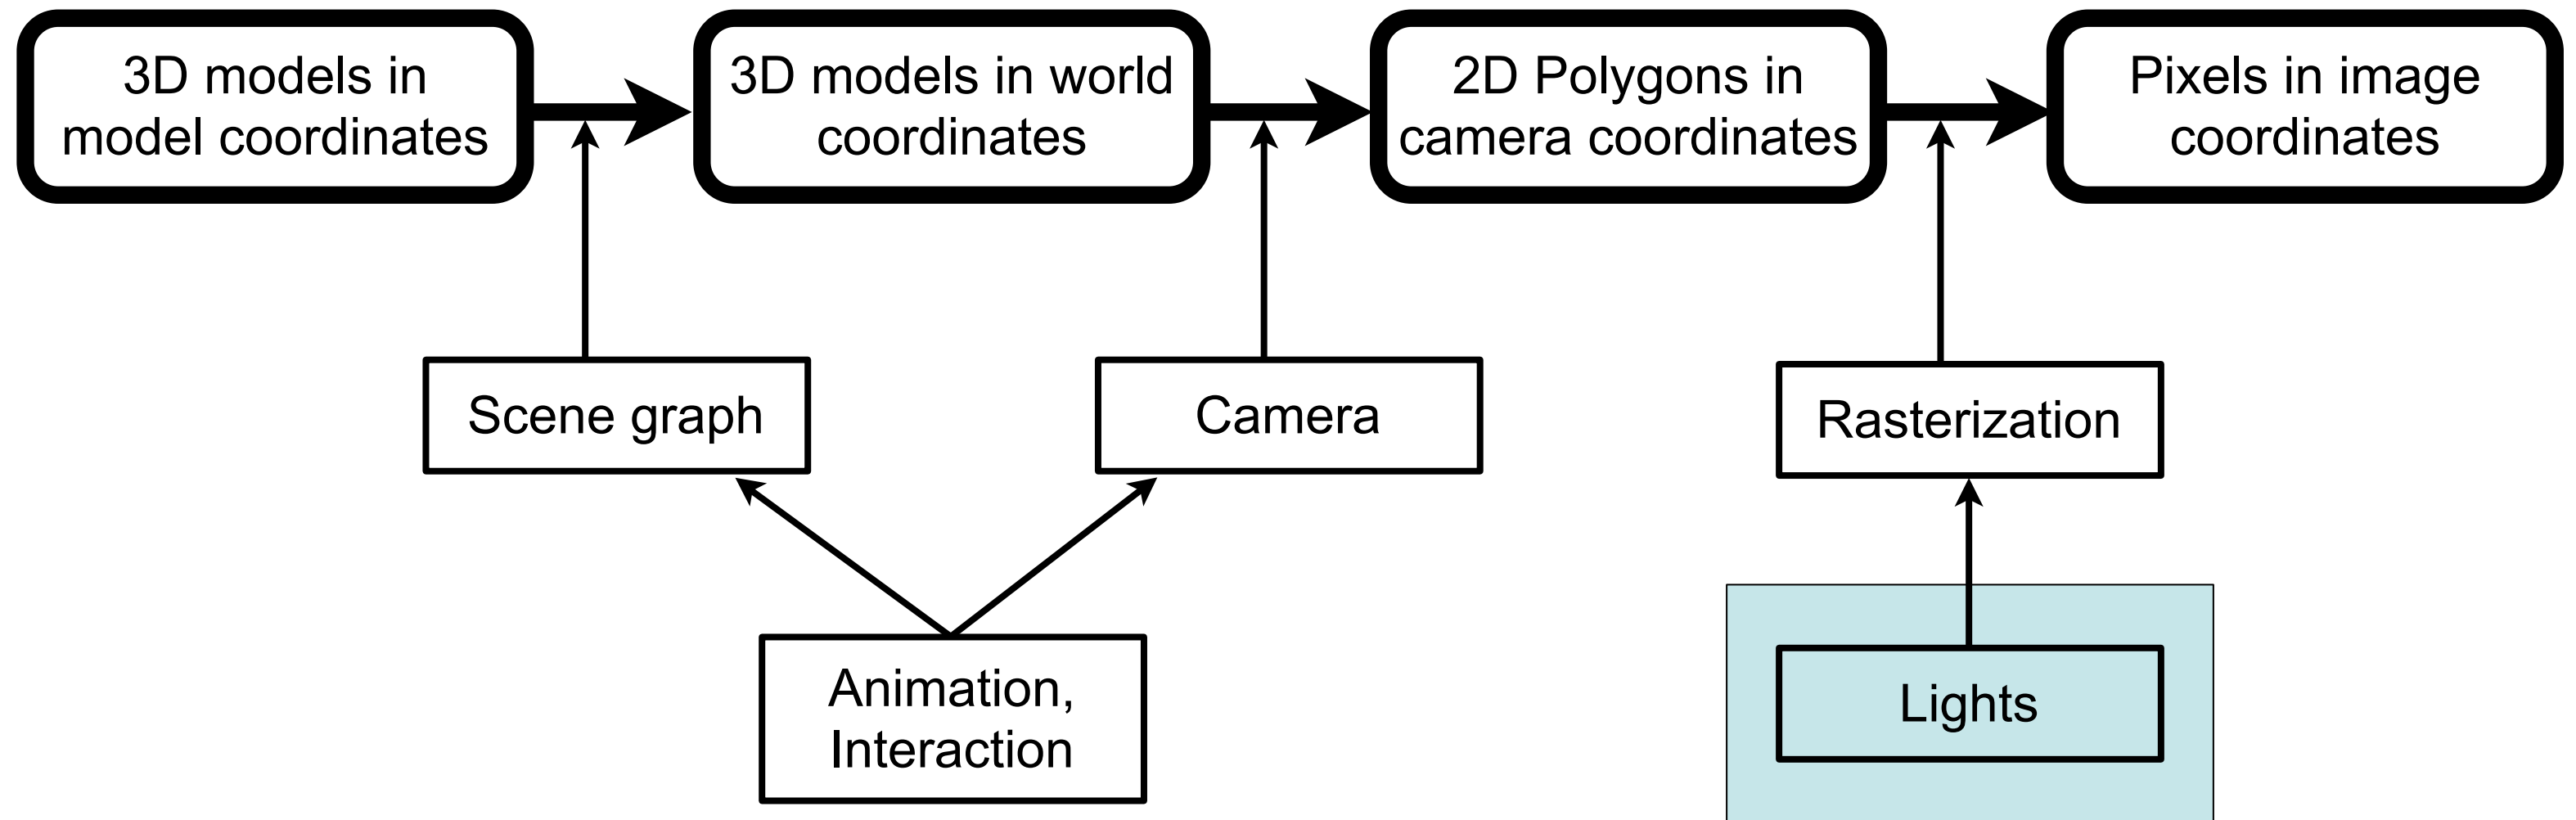 3D models in
model coordinates
3D models in world
coordinates
2D Polygons in
camera coordinates
Pixels in image
coordinates
Scene graph
Camera
Rasterization
Animation,
Interaction
Lights